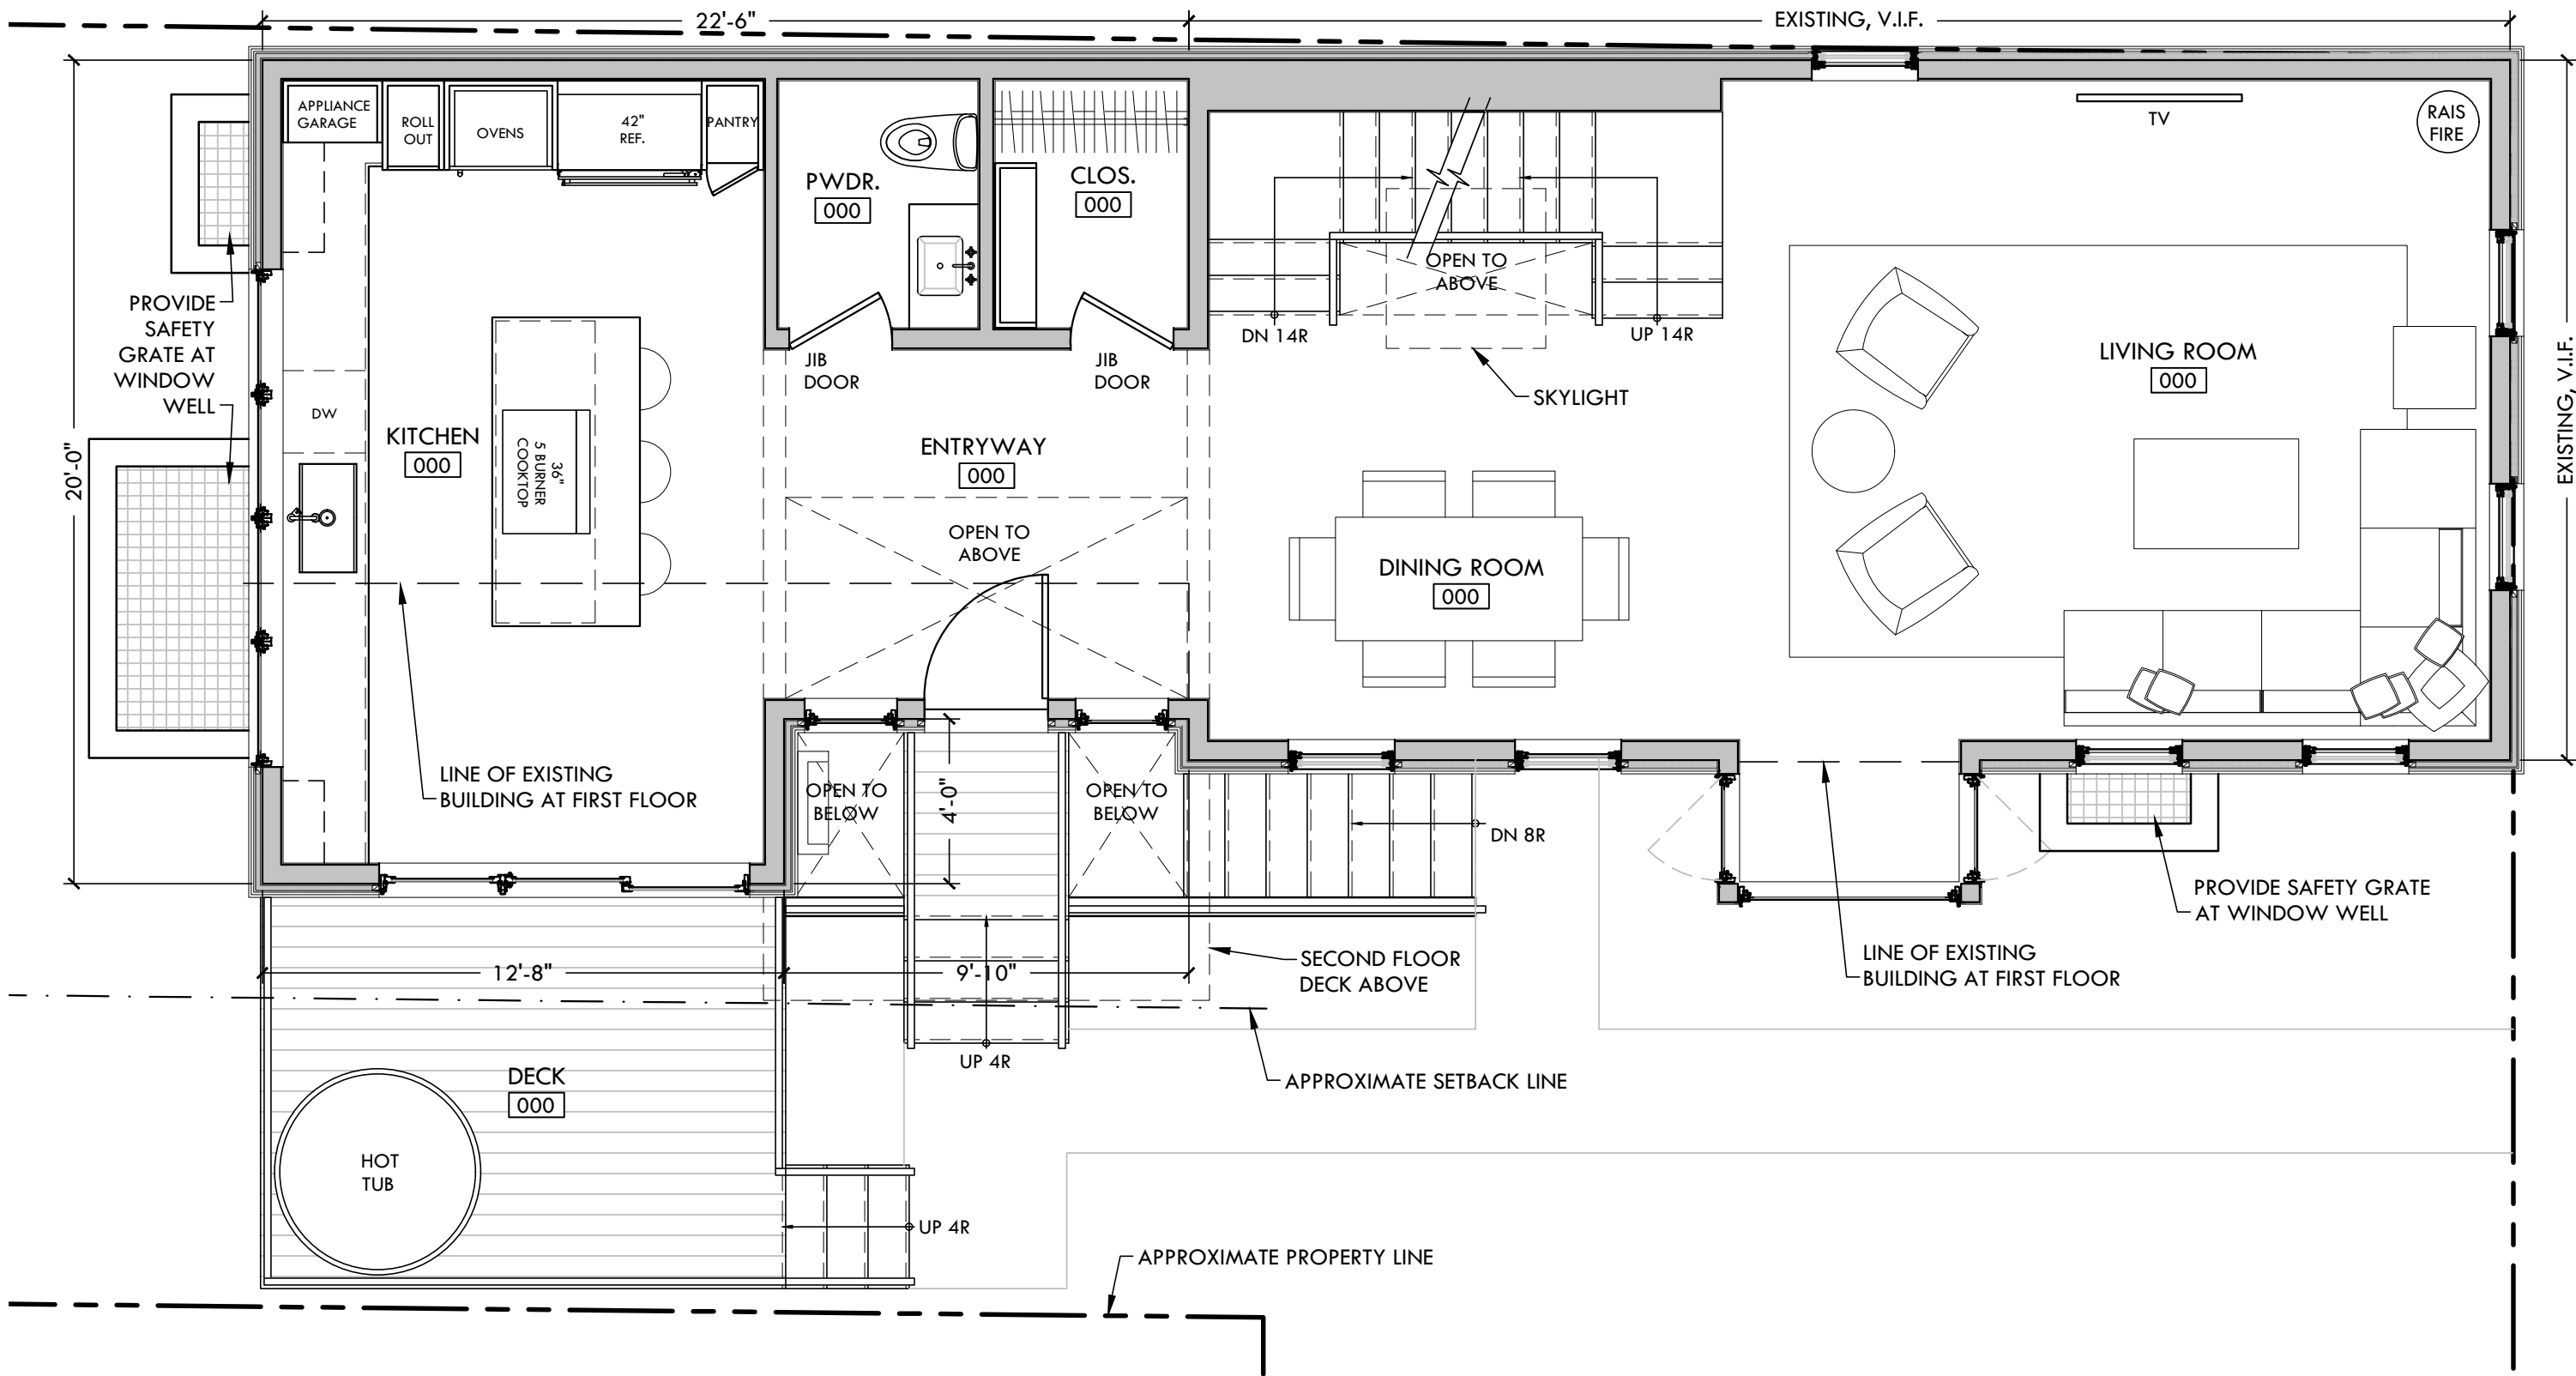 22'-6"
EXISTING, V.I.F.
APPLIANCE
GARAGE
ROLL
OUT
OVENS
42"
REF.
PANTRY
PWDR.
000
CLOS.
000
TV
RAIS
FIRE
PROVIDE
SAFETY
GRATE AT
WINDOW
WELL
20'-0"
DW
KITCHEN
000
36"
5 BURNER
COOKTOP
JIB
DOOR
JIB
DOOR
ENTRYWAY
000
OPEN TO
ABOVE
OPEN TO
ABOVE
DN 14R
UP 14R
SKYLIGHT
LIVING ROOM
000
EXISTING, V.I.F.
DINING ROOM
000
LINE OF EXISTING
BUILDING AT FIRST FLOOR
OPEN TO
BELOW
4'-0"
OPEN TO
BELOW
DN 8R
PROVIDE SAFETY GRATE
AT WINDOW WELL
LINE OF EXISTING
BUILDING AT FIRST FLOOR
12'-8"
9'-10"
SECOND FLOOR
DECK ABOVE
UP 4R
APPROXIMATE SETBACK LINE
DECK
000
HOT
TUB
UP 4R
APPROXIMATE PROPERTY LINE